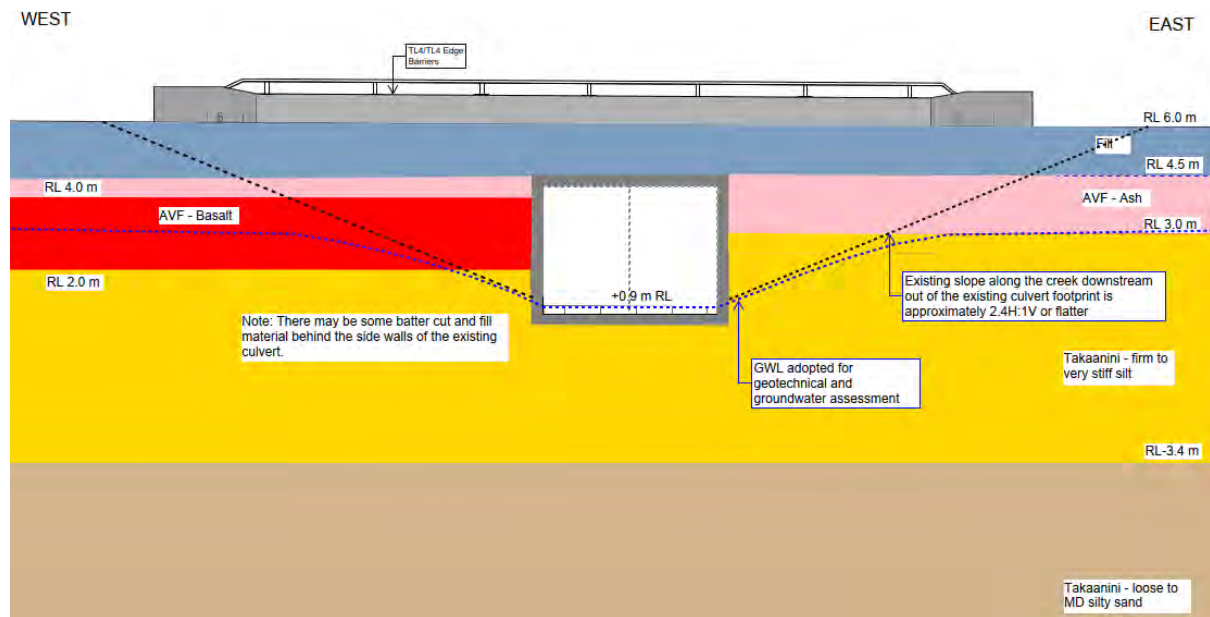 WEST
EAST
TL4/TL4 Edge
Barriers
RL 6.0 m
Fill
RL 4.5 m
RL 4.0 m
AVF - Basalt
AVF - Ash
RL 3.0 m
RL 2.0 m
+0.9 m RL
Existing slope along the creek downstream
out of the existing culvert footprint is
approximately 2.4H:1V or flatter
Note: There may be some batter cut and fill
material behind the side walls of the existing
culvert.
GWL adopted for
geotechnical and
groundwater assessment
Takaanini - firm to
very stiff silt
RL-3.4 m
Takaanini - loose to
MD silty sand